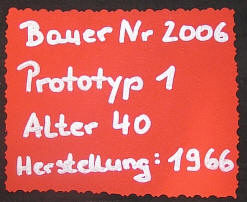 Bauer Nr 2006
Prototyp 1
Alter 40
Herstellung: 1966